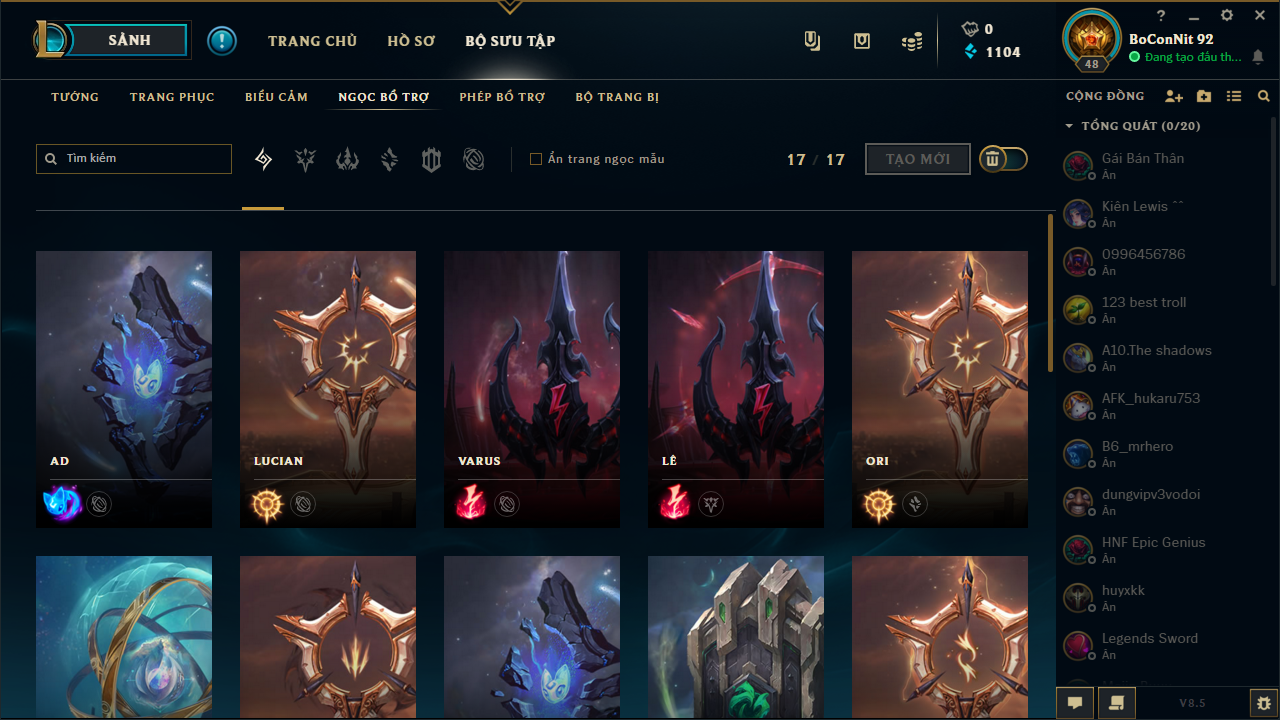 SẢNH
TRANG CHỦ
HỒ SƠ
BỘ SƯU TẬP
0
1104
48
BoConNit 92
Đang tạo đấu th...
TƯỚNG
TRANG PHỤC
BIỂU CẢM
NGỌC BỔ TRỢ
PHÉP BỔ TRỢ
BỘ TRANG BỊ
Tìm kiếm
Ẩn trang ngọc mẫu
17 / 17
TẠO MỚI
AD
LUCIAN
VARUS
LÊ
ORI
CỘNG ĐỒNG
TỔNG QUÁT (0/20)
Gái Bán Thân
Ẩn
Kiên Lewis ^^
Ẩn
0996456786
Ẩn
123 best troll
Ẩn
A10.The shadows
Ẩn
AFK_hukaru753
Ẩn
B6_mrhero
Ẩn
dungvipv3vodoi
Ẩn
HNF Epic Genius
Ẩn
huyxkk
Ẩn
Legends Sword
Ẩn
V8.5